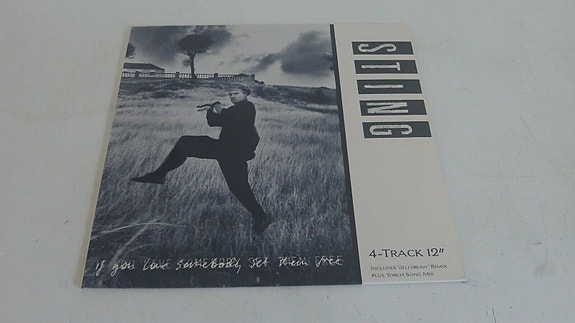 STING
if you love somebody, set them free
4-TRACK 12"
INCLUDES "JELLYBEAN" REMIX
PLUS TORCH SONG MIX